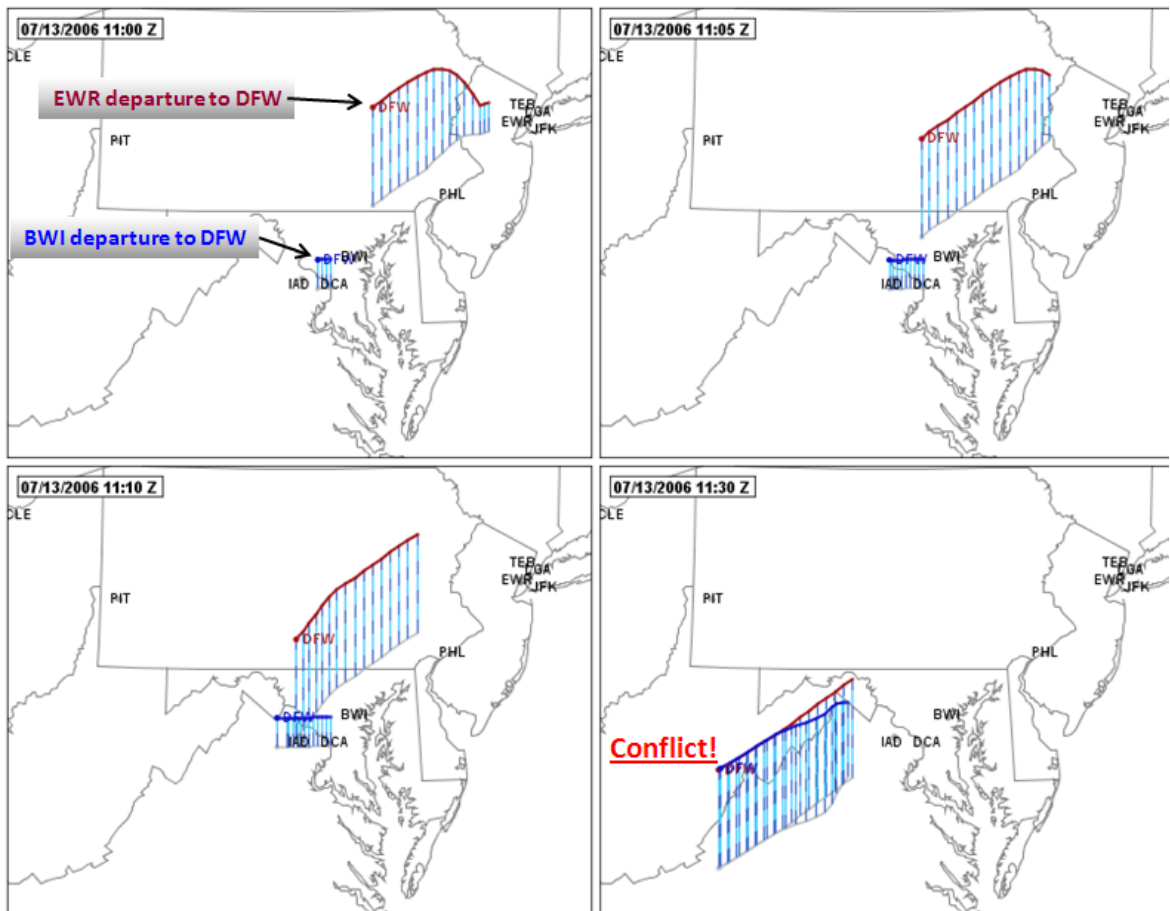 07/13/2006 11:00 Z
CLE
EWR departure to DFW
DFW
TEB
LGA
EWR
JFK
PIT
PHL
BWI departure to DFW
DFW
BWI
IAD DCA
07/13/2006 11:05 Z
CLE
TEB
LGA
EWR
JFK
PIT
DFW
PHL
DFW
BWI
IAD DCA
07/13/2006 11:10 Z
CLE
TEB
LGA
EWR
JFK
PIT
DFW
PHL
DFW
BWI
IAD DCA
07/13/2006 11:30 Z
CLE
TEB
LGA
EWR
JFK
PIT
PHL
BWI
Conflict!
IAD DCA
DFW